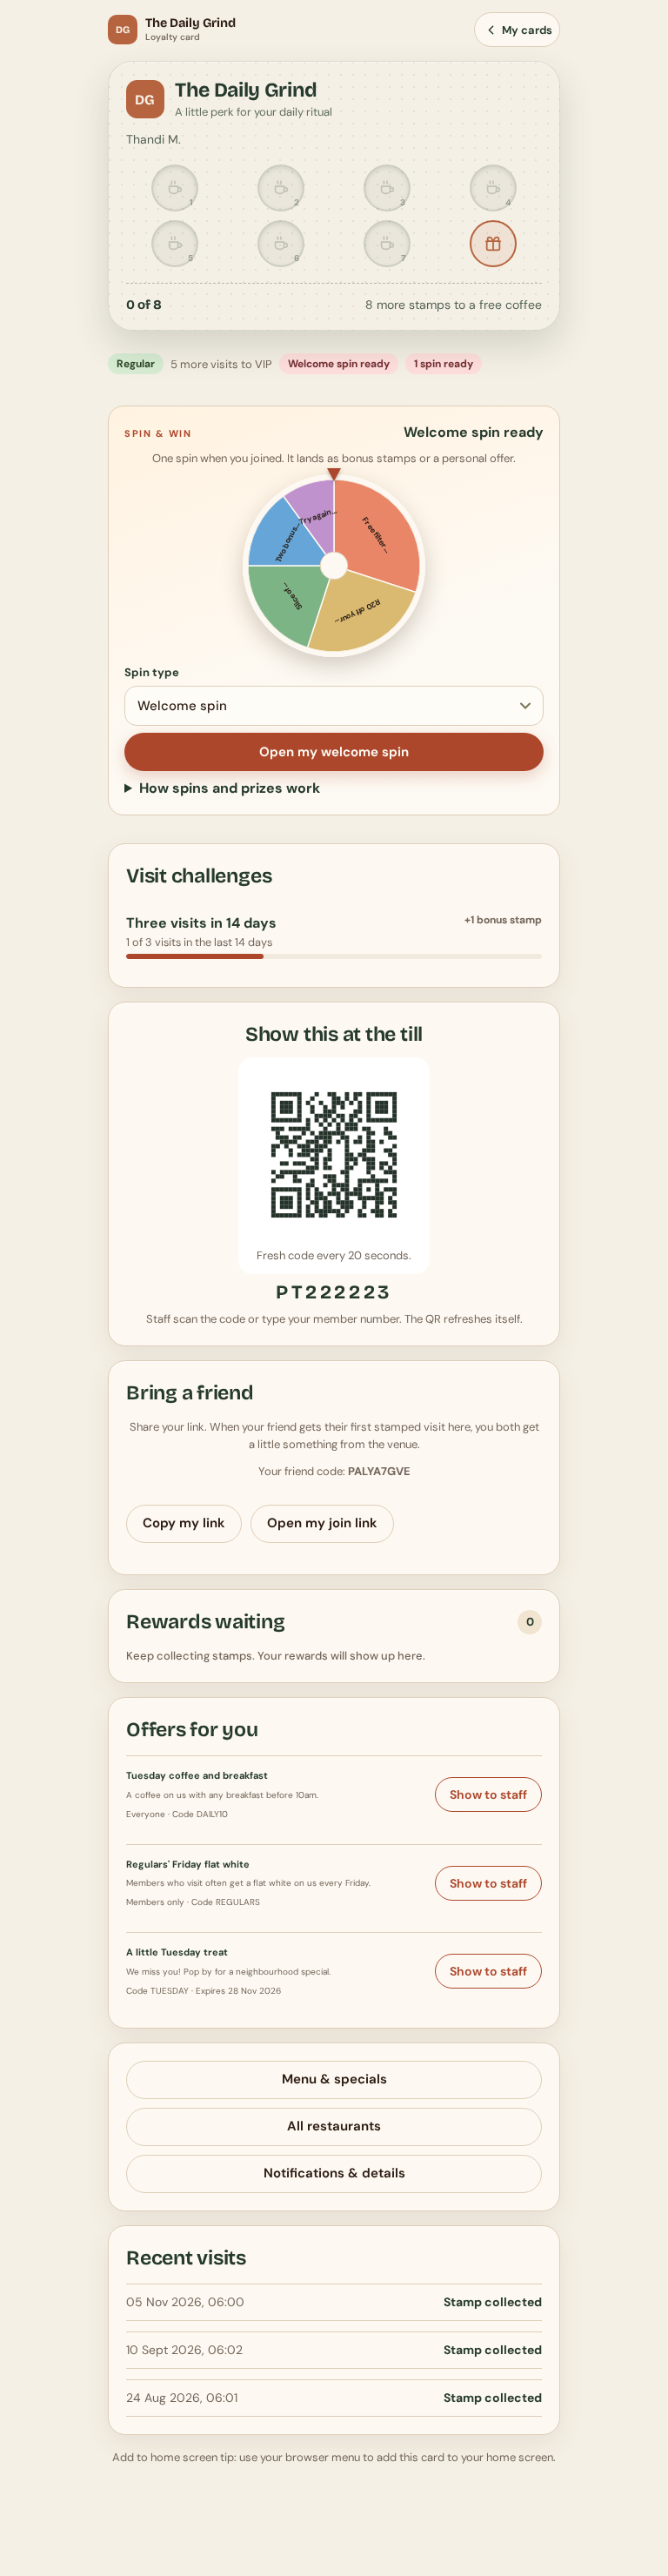 DG
The Daily Grind
Loyalty card
My cards
DG
The Daily Grind
A little perk for your daily ritual
Thandi M.
1
2
3
4
5
6
7
0 of 8
8 more stamps to a free coffee
Regular
5 more visits to VIP
Welcome spin ready
1 spin ready
SPIN & WIN
Welcome spin ready
One spin when you joined. It lands as bonus stamps or a personal offer.
Try again…
Free filter…
Two bonus…
Slice of…
R20 off your…
Spin type
Welcome spin
Open my welcome spin
How spins and prizes work
Visit challenges
Three visits in 14 days
+1 bonus stamp
1 of 3 visits in the last 14 days
Show this at the till
Fresh code every 20 seconds.
PT222223
Staff scan the code or type your member number. The QR refreshes itself.
Bring a friend
Share your link. When your friend gets their first stamped visit here, you both get
a little something from the venue.
Your friend code: PALYA7GVE
Copy my link
Open my join link
Rewards waiting
0
Keep collecting stamps. Your rewards will show up here.
Offers for you
Tuesday coffee and breakfast
A coffee on us with any breakfast before 10am.
Everyone · Code DAILY10
Show to staff
Regulars' Friday flat white
Members who visit often get a flat white on us every Friday.
Members only · Code REGULARS
Show to staff
A little Tuesday treat
We miss you! Pop by for a neighbourhood special.
Code TUESDAY · Expires 28 Nov 2026
Show to staff
Menu & specials
All restaurants
Notifications & details
Recent visits
05 Nov 2026, 06:00
Stamp collected
10 Sept 2026, 06:02
Stamp collected
24 Aug 2026, 06:01
Stamp collected
Add to home screen tip: use your browser menu to add this card to your home screen.